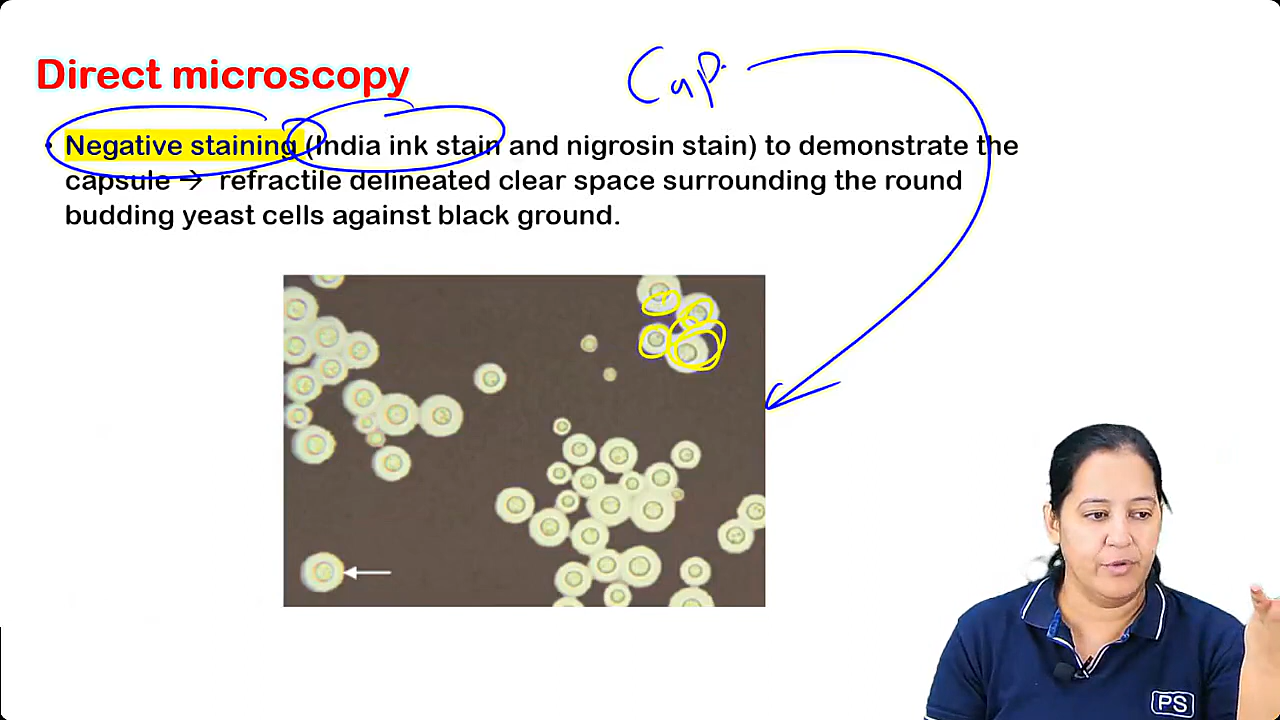 Direct microscopy
Cap.
• Negative staining (India ink stain and nigrosin stain) to demonstrate the
capsule → refractile delineated clear space surrounding the round
budding yeast cells against black ground.
PS